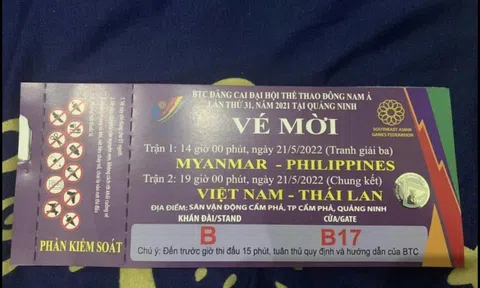 BTC ĐĂNG CAI ĐẠI HỘI THỂ THAO ĐÔNG NAM Á
LẦN THỨ 31, NĂM 2021 TẠI QUẢNG NINH
VÉ MỜI
SOUTHEAST ASIAN
GAMES FEDERATION
Trận 1: 14 giờ 00 phút, ngày 21/5/2022 (Tranh giải ba)
MYANMAR - PHILIPPINES
Trận 2: 19 giờ 00 phút, ngày 21/5/2022 (Chung kết)
VIỆT NAM - THÁI LAN
ĐỊA ĐIỂM: SÂN VẬN ĐỘNG CẨM PHẢ, TP CẨM PHẢ, QUẢNG NINH
KHÁN ĐÀI/STAND
CỬA/GATE
B
B17
Chú ý: Đến trước giờ thi đấu 15 phút, tuân thủ quy định và hướng dẫn của BTC
PHẦN KIỂM SOÁT